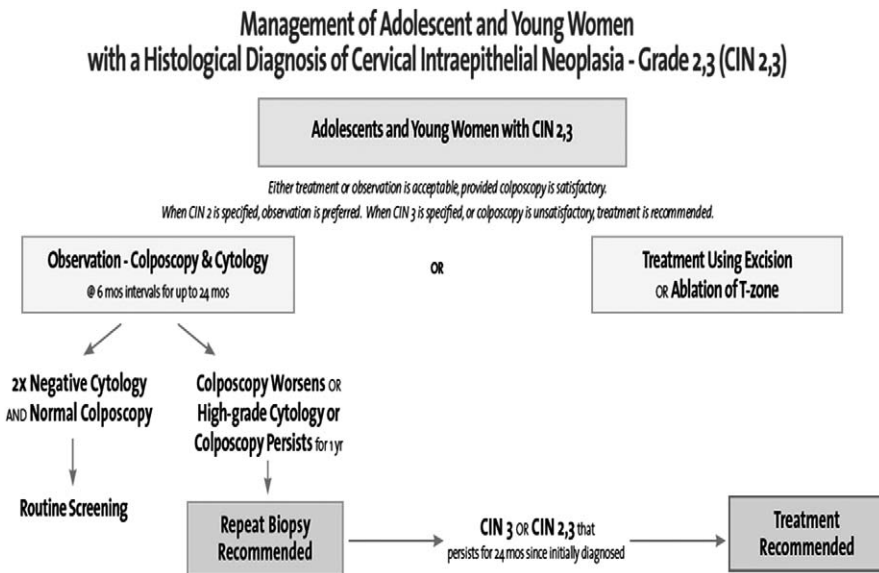 Management of Adolescent and Young Women
with a Histological Diagnosis of Cervical Intraepithelial Neoplasia - Grade 2,3 (CIN 2,3)
Adolescents and Young Women with CIN 2,3
Either treatment or observation is acceptable, provided colposcopy is satisfactory.
When CIN 2 is specified, observation is preferred. When CIN 3 is specified, or colposcopy is unsatisfactory, treatment is recommended.
Observation - Colposcopy & Cytology
@ 6 mos intervals for up to 24 mos
OR
Treatment Using Excision
OR Ablation of T-zone
2x Negative Cytology
AND Normal Colposcopy
Routine Screening
Colposcopy Worsens OR
High-grade Cytology or
Colposcopy Persists for 1 yr
Repeat Biopsy
Recommended
CIN 3 OR CIN 2,3 that
persists for 24 mos since initially diagnosed
Treatment
Recommended